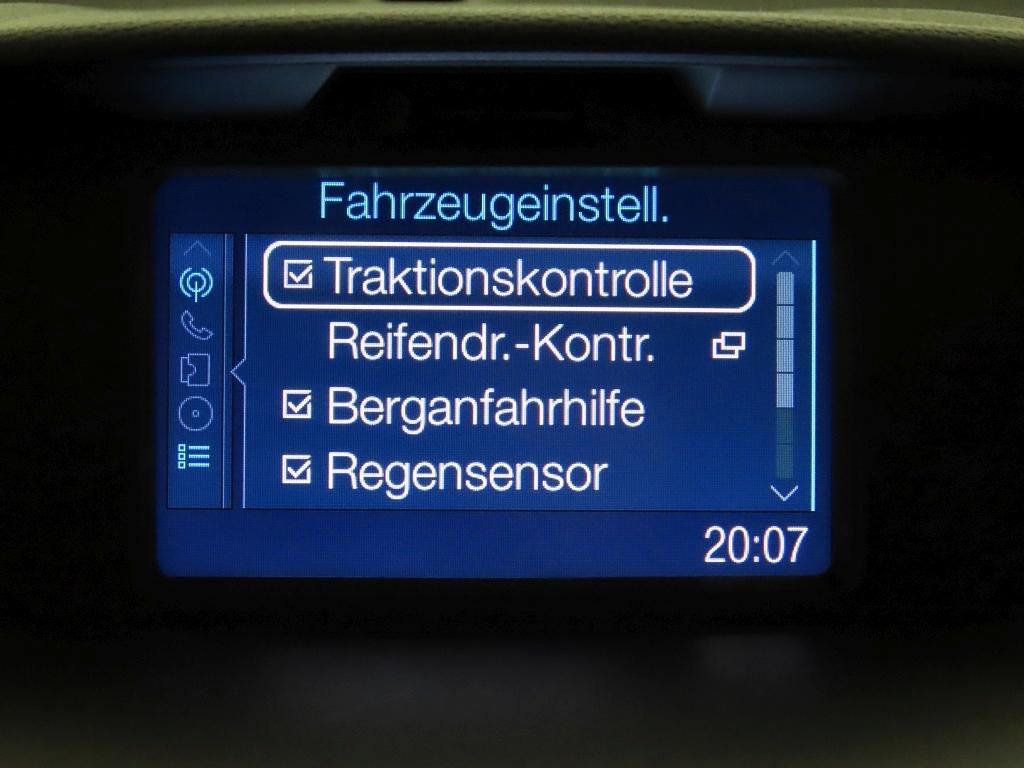 Fahrzeugeinstell.
Traktionskontrolle
Reifendr.-Kontr.
Berganfahrhilfe
Regensensor
20:07